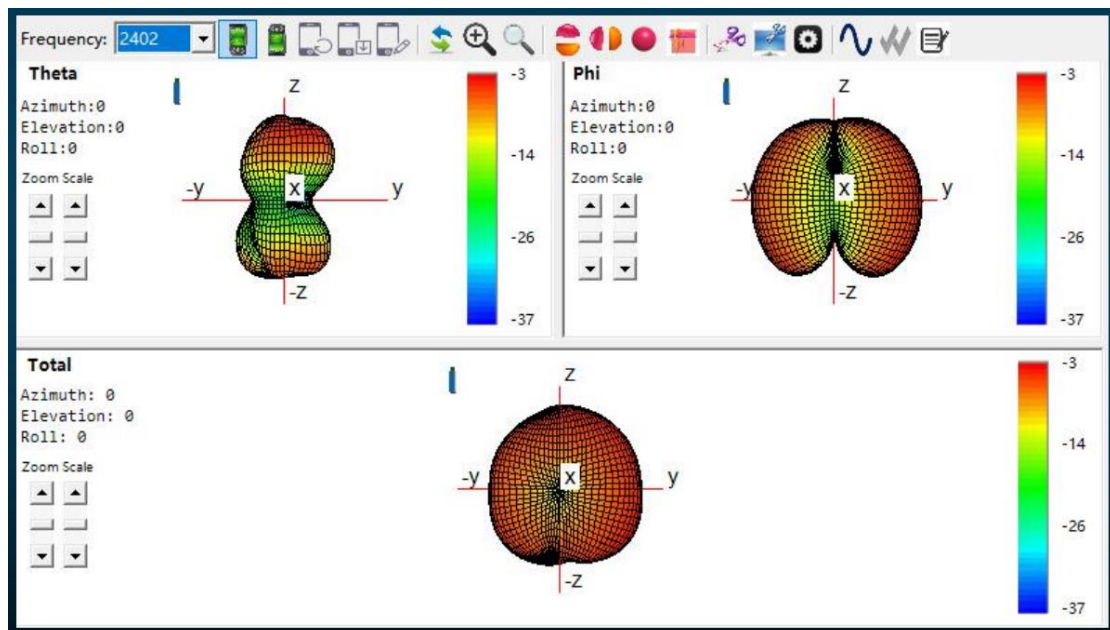 Frequency: 2402
Theta
Azimuth:0
Elevation:0
Roll:0
Zoom Scale
z
-y
x
y
-z
-3
-14
-26
-37
Phi
Azimuth:0
Elevation:0
Roll:0
Zoom Scale
z
-y
x
y
-z
-3
-14
-26
-37
Total
Azimuth: 0
Elevation: 0
Roll: 0
Zoom Scale
z
-y
x
y
-z
-3
-14
-26
-37